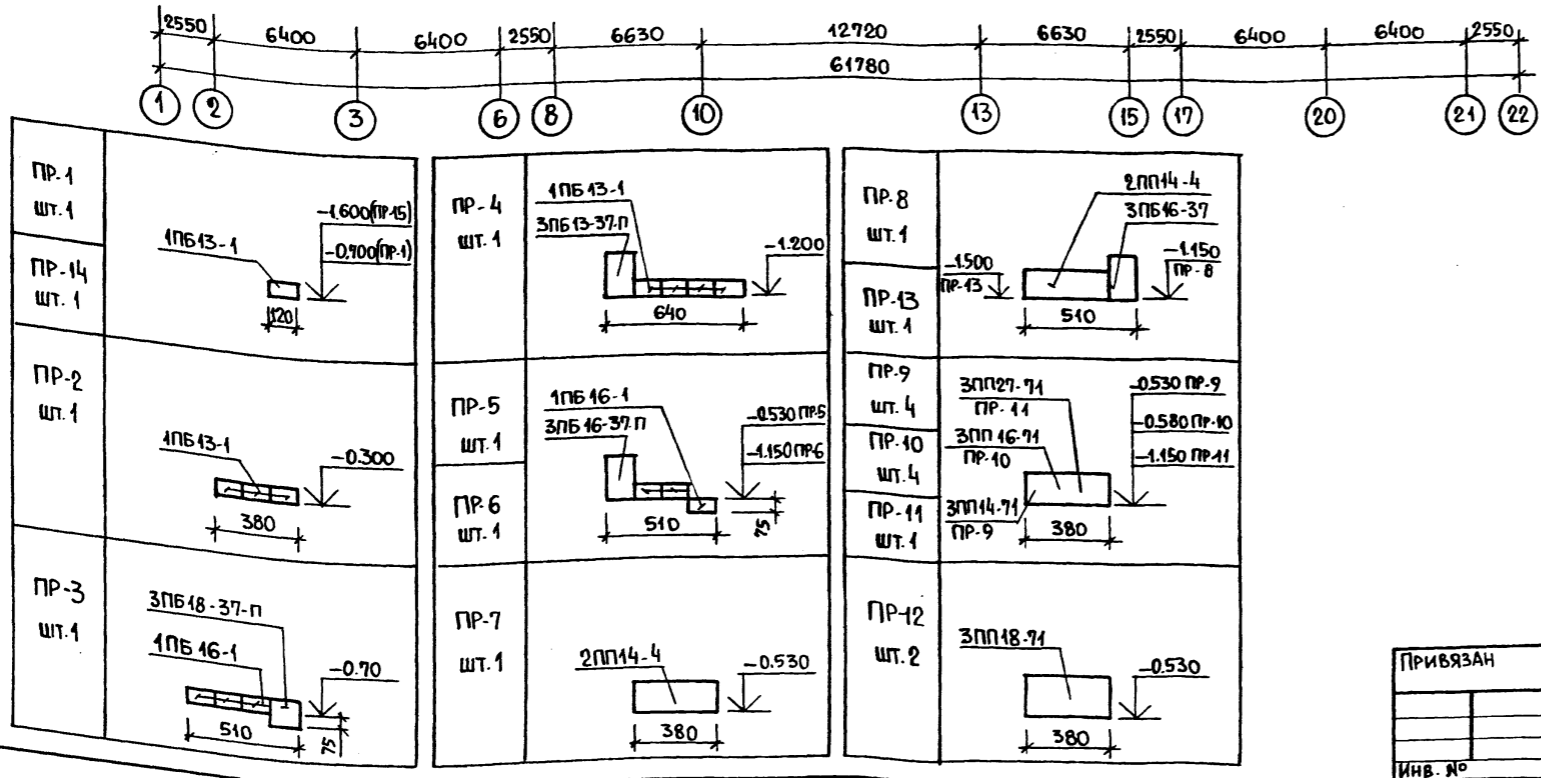 2550 6400 6400 2550 6630 12720 6630 2550 6400 6400 2550
61780
1 2 3 6 8 10 13 15 17 20 21 22
ПР-1
шт.1
ПР-14
шт. 1
1ПБ13-1
-1.600(ПР-15)
-0.900(ПР-1)
120
ПР-2
шт.1
1ПБ13-1
-0.300
380
ПР-3
шт.1
3ПБ18-37-П
1ПБ16-1
-0.70
510
75
ПР-4
шт.1
1ПБ13-1
3ПБ13-37-П
-1.200
640
ПР-5
шт.1
ПР-6
шт.1
1ПБ16-1
3ПБ16-37.П
-0.530 ПР-5
-1.150 ПР-6
510
75
ПР-7
шт.1
2ПП14-4
-0.530
380
ПР-8
шт.1
ПР-13
шт.1
2ПП14-4
3ПБ16-37
-1.500
ПР-13
-1.150
ПР-8
510
ПР-9
шт.4
ПР-10
шт.4
ПР-11
шт.1
3ПП27-71
ПР-11
3ПП16-71
ПР-10
3ПП14-71
ПР-9
-0.530 ПР-9
-0.580 ПР-10
-1.150 ПР-11
380
ПР-12
шт.2
3ПП18-71
-0.530
380
ПРИВЯЗАН
ИНВ. №